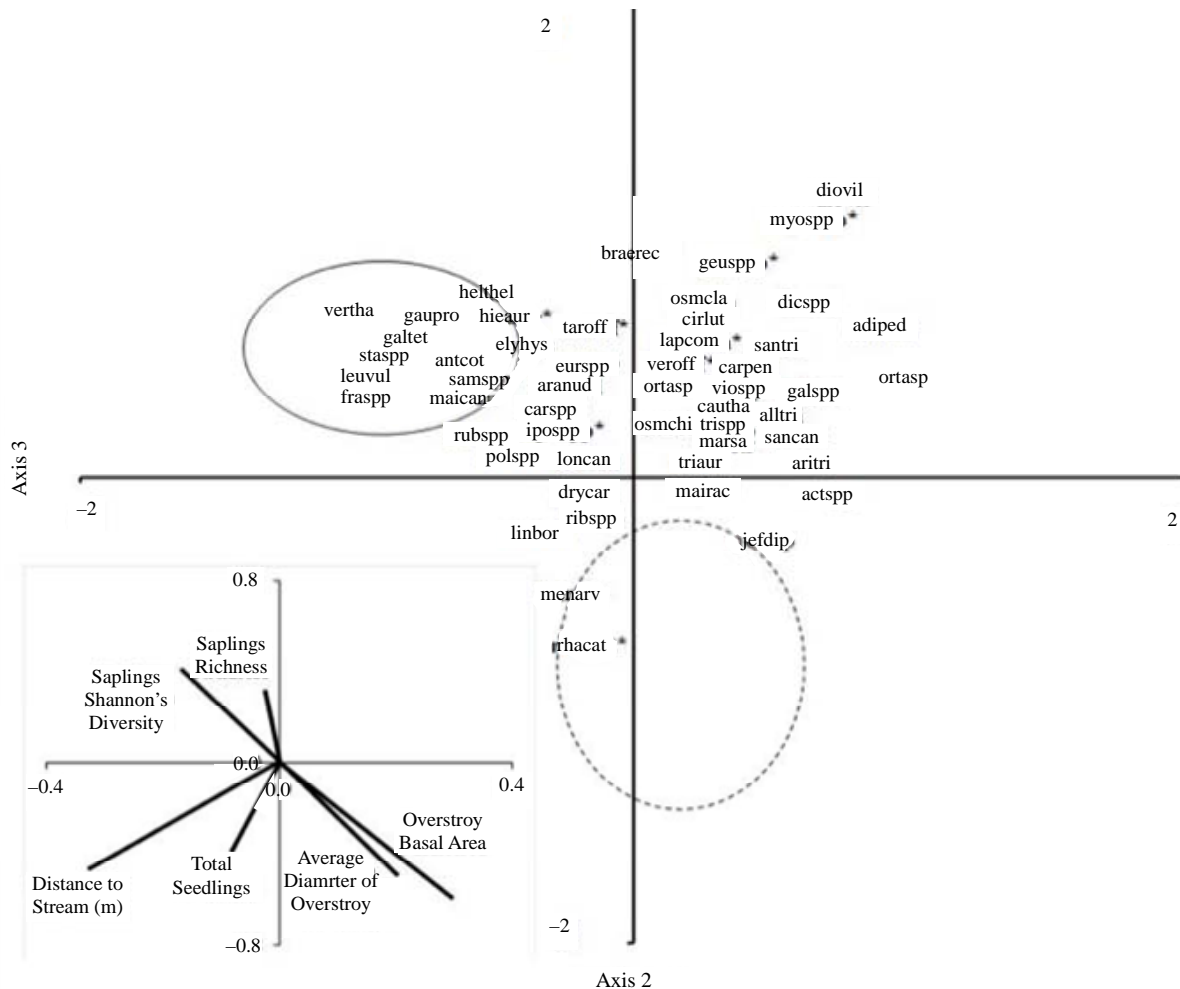 2
diovil
myospp *
braerec
geuspp *
helthel
osmcla
dicspp
vertha
gaupro
hieaur *
cirlut
taroff *
adiped
galtet
elyhys
lapcom *
santri
staspp
antcot
eurspp
veroff *
carpen
leuvul
samspp
aranud
ortasp
viospp
galspp
ortasp
fraspp
maican
carspp
cautha
alltri
rubspp
ipospp *
osmchi
trispp
marsa
sancan
polspp
loncan
triaur
aritri
Axis 3
drycar
mairac
actspp
–2
2
ribspp
linbor
jefdip
menarv
rhacat *
0.8
Saplings
Richness
Saplings
Shannon's
Diversity
0.0
–0.4
0.0
0.4
Overstroy
Basal Area
Total
Seedlings
Average
Diamrter of
Overstroy
Distance to
Stream (m)
–0.8
–2
Axis 2